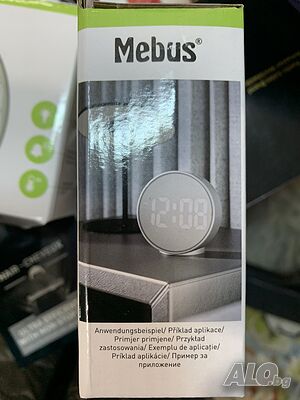 Mebus®
12:08
Anwendungsbeispiel/ Příklad aplikace/
Primjer primjene/ Przykład
zastosowania/ Exemplu de aplicație/
Príklad aplikácie/ Пример за
приложение
ALO.bg